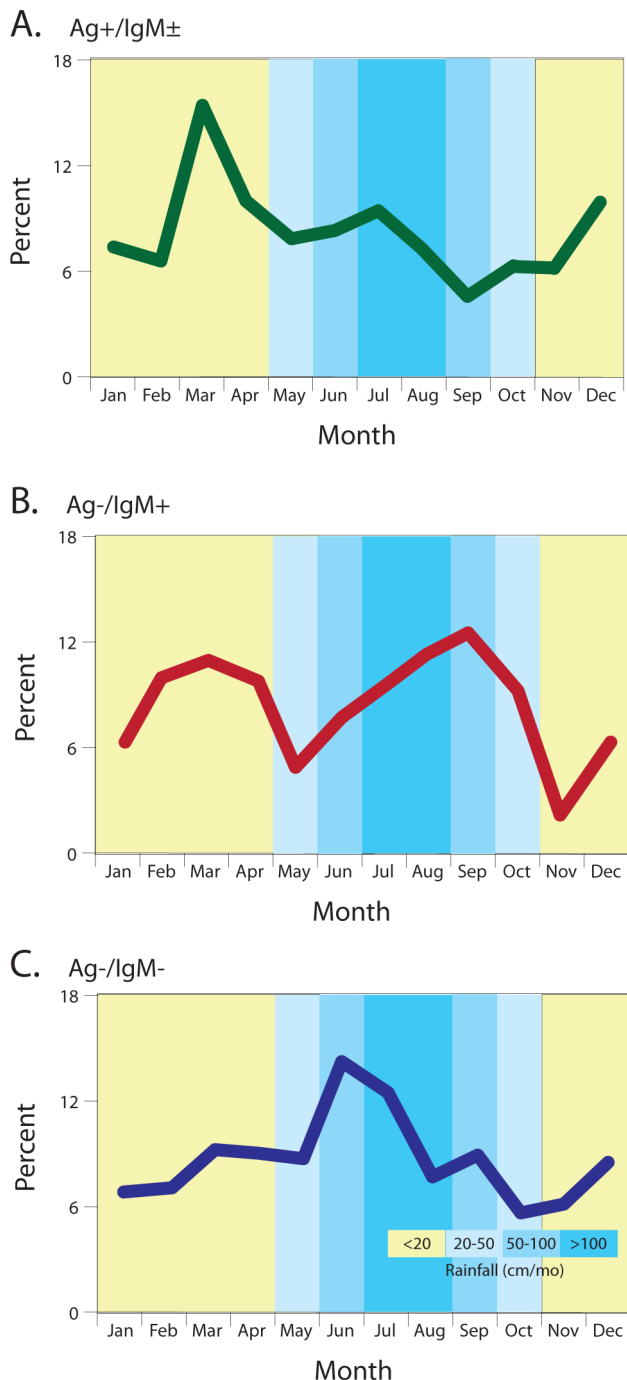 A. Ag+/IgM±
18
12
6
0
Percent
Jan Feb Mar Apr May Jun Jul Aug Sep Oct Nov Dec
Month
B. Ag-/IgM+
18
12
6
0
Percent
Jan Feb Mar Apr May Jun Jul Aug Sep Oct Nov Dec
Month
C. Ag-/IgM-
18
12
6
0
Percent
<20 20-50 50-100 >100
Rainfall (cm/mo)
Jan Feb Mar Apr May Jun Jul Aug Sep Oct Nov Dec
Month